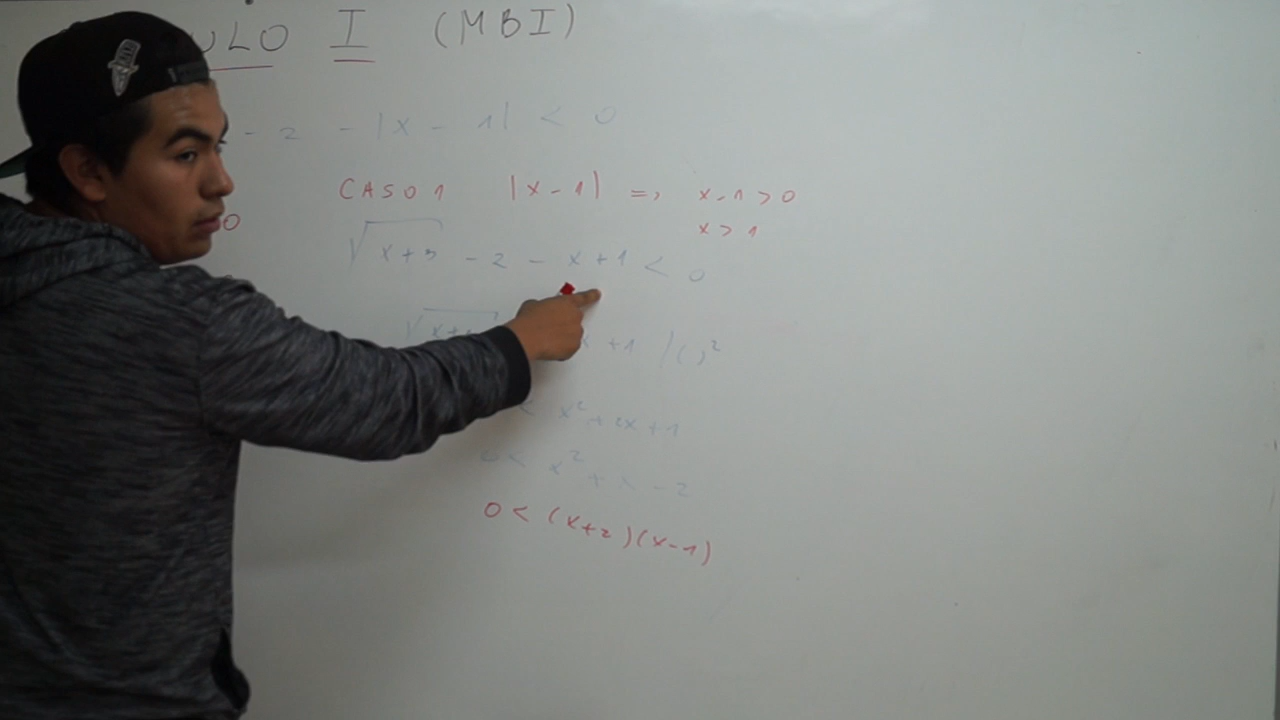 ULO I (MBI)
- 2 - |x - 1| < 0
CASO 1 |x-1| => x-1 > 0
0 x > 1
√x+3 - 2 - x+1 < 0
x +1 /( )²
< x² + 2x + 1
< x² + x - 2
0 < (x+2)(x-1)